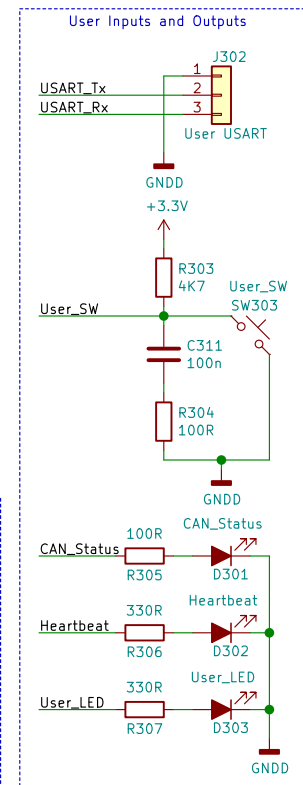 User Inputs and Outputs
J302
1
USART_Tx
2
USART_Rx
3
User USART
GNDD
+3.3V
R303
4K7
User_SW
User_SW
SW303
C311
100n
R304
100R
GNDD
CAN_Status
100R
CAN_Status
R305
D301
Heartbeat
330R
Heartbeat
R306
D302
User_LED
330R
User_LED
R307
D303
GNDD